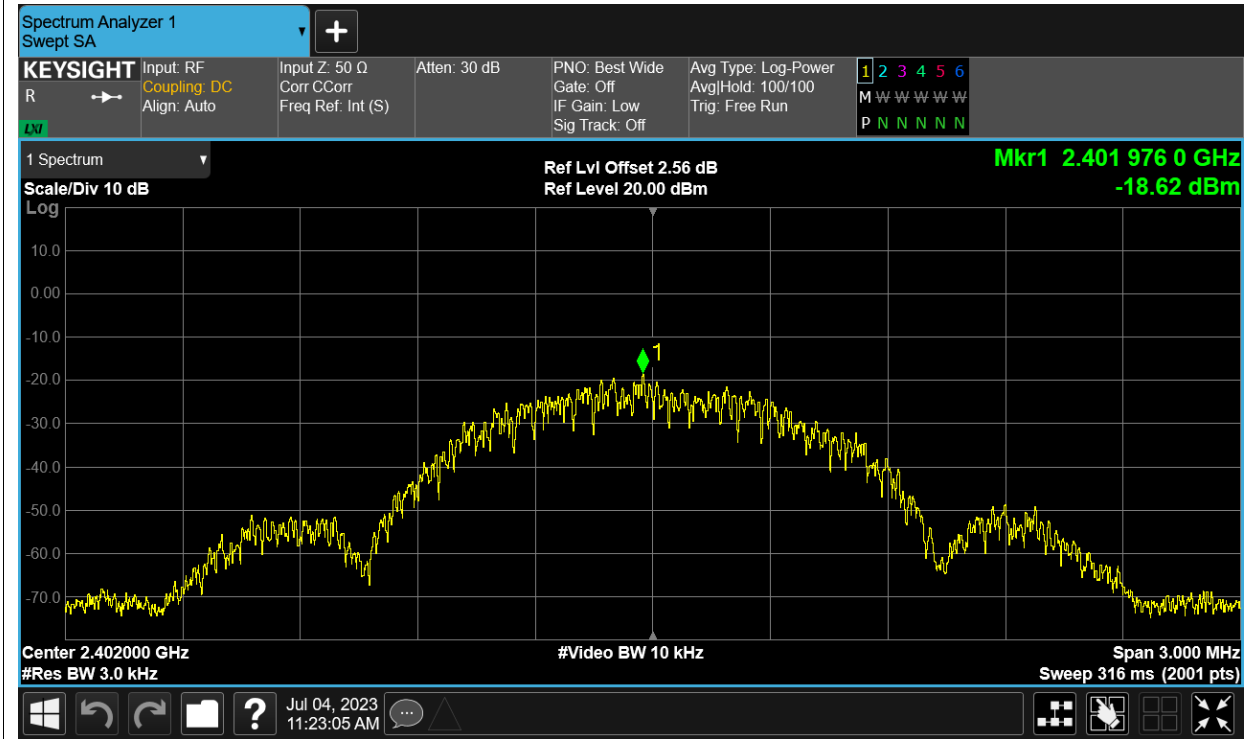 Spectrum Analyzer 1
Swept SA
KEYSIGHT
R
LXI
Input: RF
Coupling: DC
Align: Auto
Input Z: 50 Ω
Corr CCorr
Freq Ref: Int (S)
Atten: 30 dB
PNO: Best Wide
Gate: Off
IF Gain: Low
Sig Track: Off
Avg Type: Log-Power
Avg|Hold: 100/100
Trig: Free Run
1 2 3 4 5 6
M W W W W W
P N N N N N
1 Spectrum
Scale/Div 10 dB
Log
Ref Lvl Offset 2.56 dB
Ref Level 20.00 dBm
Mkr1 2.401 976 0 GHz
-18.62 dBm
10.0
0.00
-10.0
1
-20.0
-30.0
-40.0
-50.0
-60.0
-70.0
Center 2.402000 GHz
#Res BW 3.0 kHz
#Video BW 10 kHz
Span 3.000 MHz
Sweep 316 ms (2001 pts)
?
Jul 04, 2023
11:23:05 AM